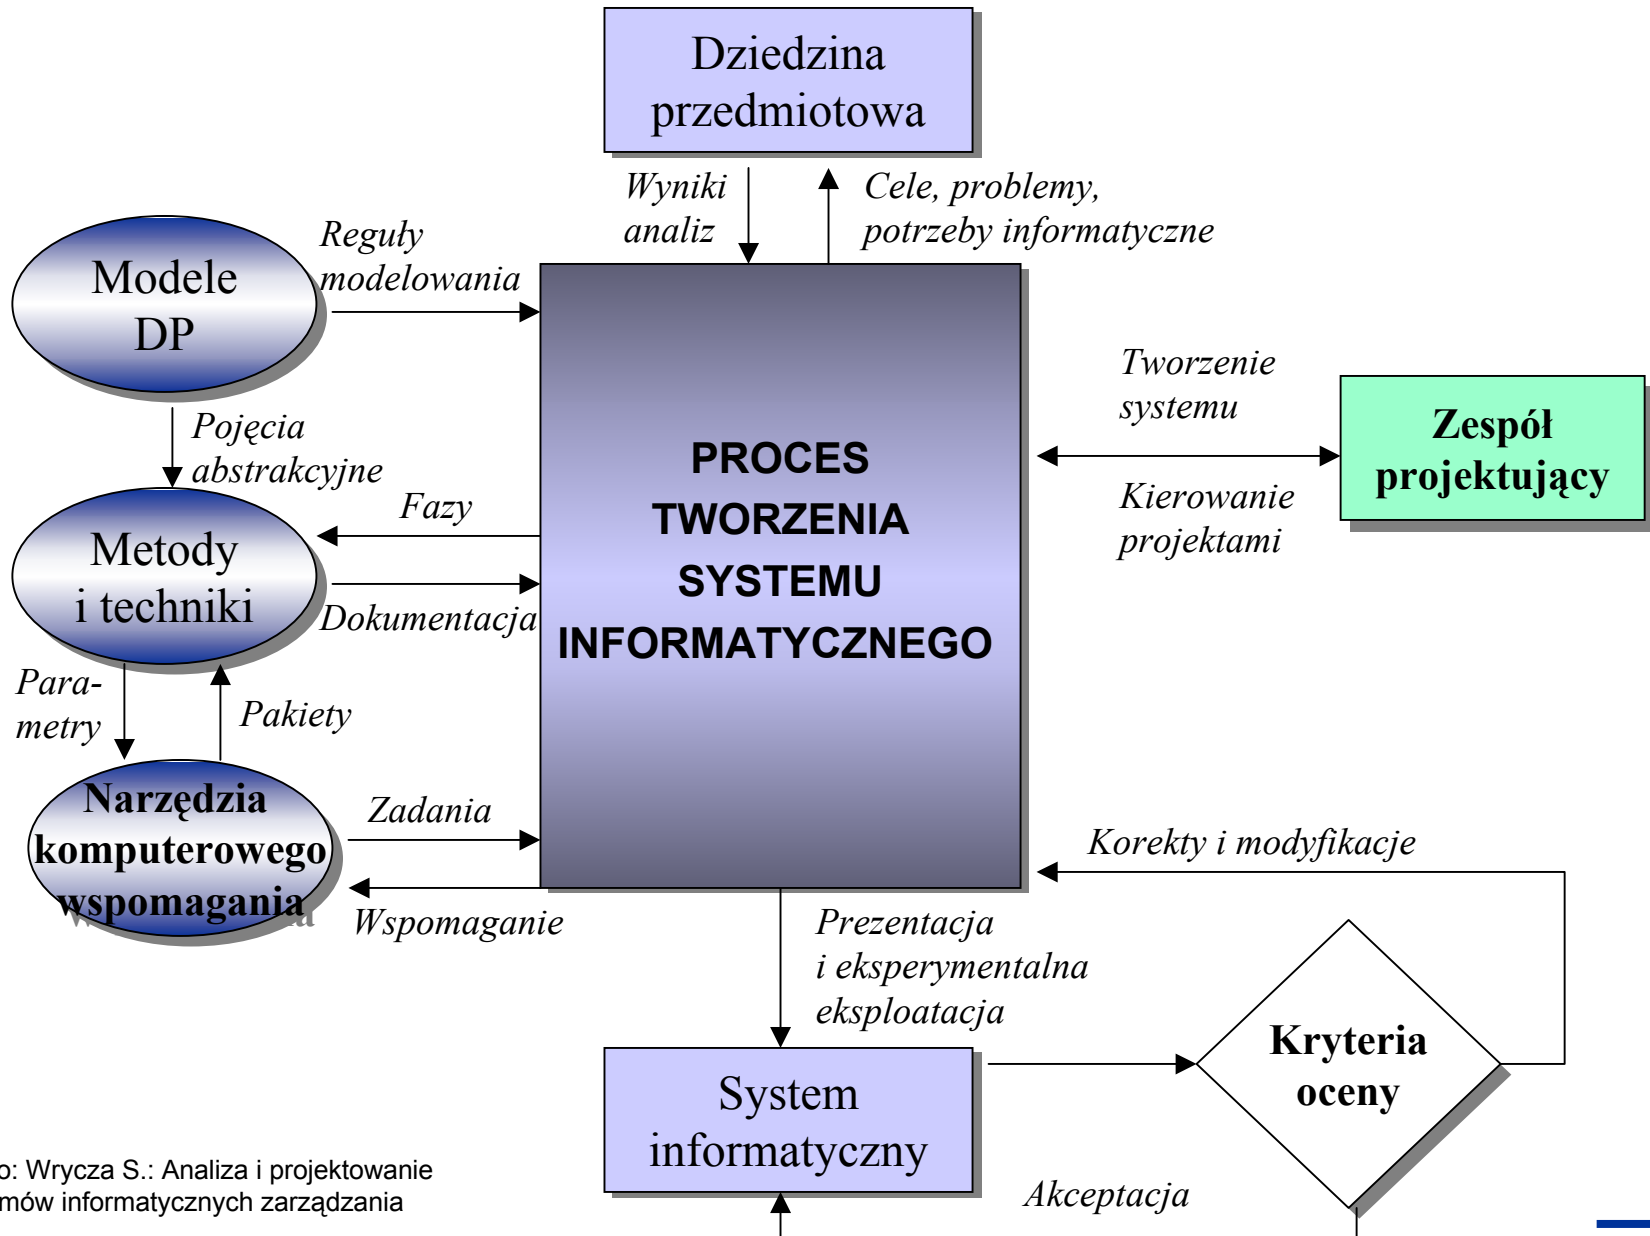 Dziedzina
przedmiotowa
Wyniki
analiz
Cele, problemy,
potrzeby informatyczne
Reguły
modelowania
Modele
DP
Pojęcia
abstrakcyjne
Fazy
Metody
i techniki
Dokumentacja
Para-
metry
Pakiety
Narzędzia
komputerowego
wspomagania
Zadania
Wspomaganie
PROCES
TWORZENIA
SYSTEMU
INFORMATYCZNEGO
Tworzenie
systemu
Kierowanie
projektami
Zespół
projektujący
Korekty i modyfikacje
Prezentacja
i eksperymentalna
eksploatacja
Kryteria
oceny
System
informatyczny
Akceptacja
o: Wrycza S.: Analiza i projektowanie
mów informatycznych zarządzania